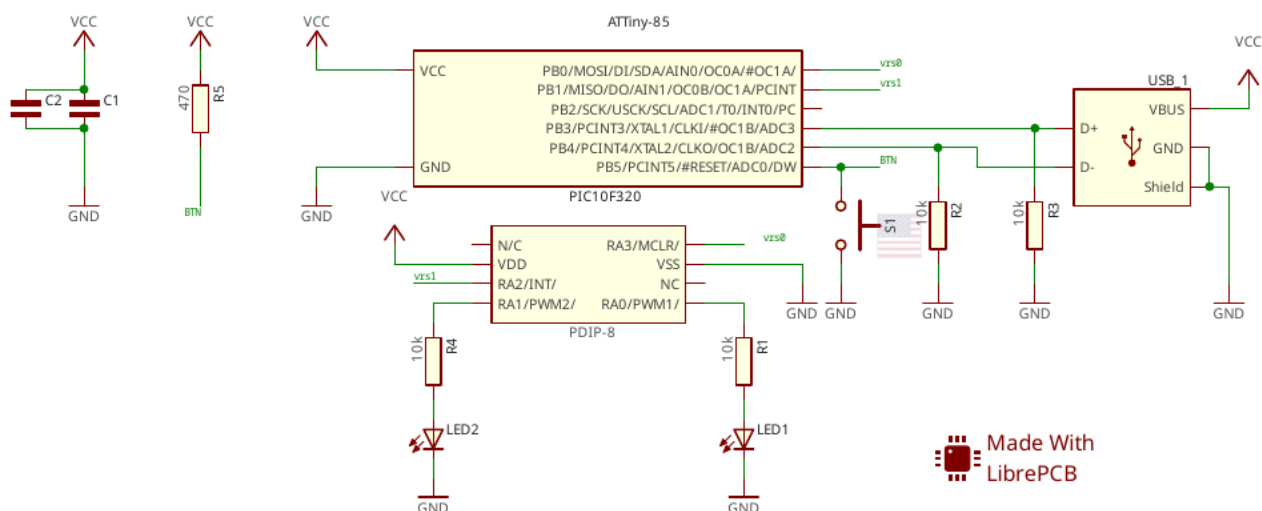 VCC
VCC
VCC
ATTiny-85
VCC
C2
C1
470
R5
VCC
GND
PB0/MOSI/DI/SDA/AIN0/OC0A/#OC1A/
PB1/MISO/DO/AIN1/OC0B/OC1A/PCINT
PB2/SCK/USCK/SCL/ADC1/T0/INT0/PC
PB3/PCINT3/XTAL1/CLKI/#OC1B/ADC3
PB4/PCINT4/XTAL2/CLKO/OC1B/ADC2
PB5/PCINT5/#RESET/ADC0/DW
vrs0
vrs1
BTN
USB_1
D+
D-
VBUS
GND
Shield
GND
BTN
GND
VCC
PIC10F320
N/C
VDD
RA2/INT/
RA1/PWM2/
RA3/MCLR/
VSS
NC
RA0/PWM1/
vrs1
vrs0
PDIP-8
S1
10k
R2
10k
R3
GND
GND
GND
GND
GND
10k
R4
10k
R1
LED2
LED1
GND
GND
Made With
LibrePCB